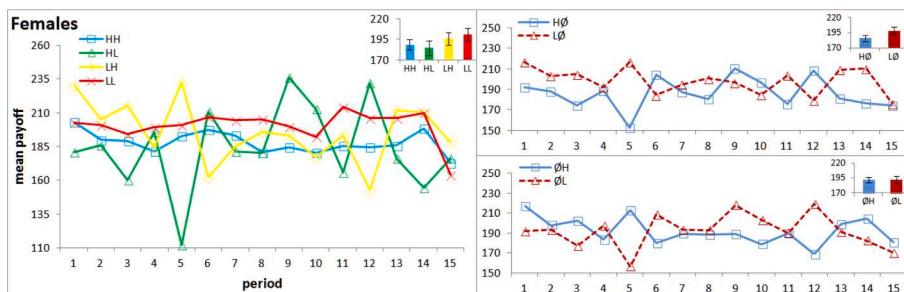 Females
HH
HL
LH
LL
220
195
170
HH HL LH LL
260
235
210
185
160
135
110
mean payoff
1 2 3 4 5 6 7 8 9 10 11 12 13 14 15
period
HØ
LØ
220
195
170
HØ LØ
250
230
210
190
170
150
1 2 3 4 5 6 7 8 9 10 11 12 13 14 15
ØH
ØL
220
195
170
ØH ØL
250
230
210
190
170
150
1 2 3 4 5 6 7 8 9 10 11 12 13 14 15